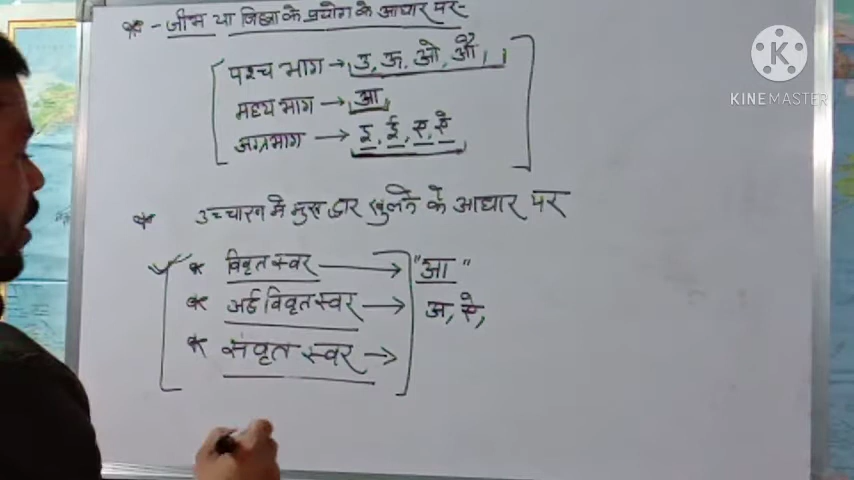 * - जीभ या जिह्वा के प्रयोग के आधार पर-
पश्च भाग → उ, ऊ, ओ, औ,
मध्य भाग → आ
अग्रभाग → इ, ई, ए, ऐ
* उच्चारण मे मुख द्वार खुलने के आधार पर
* विवृत स्वर → "आ"
* अर्द्ध विवृत स्वर → अ, ऐ,
* संवृत स्वर →
KINEMASTER